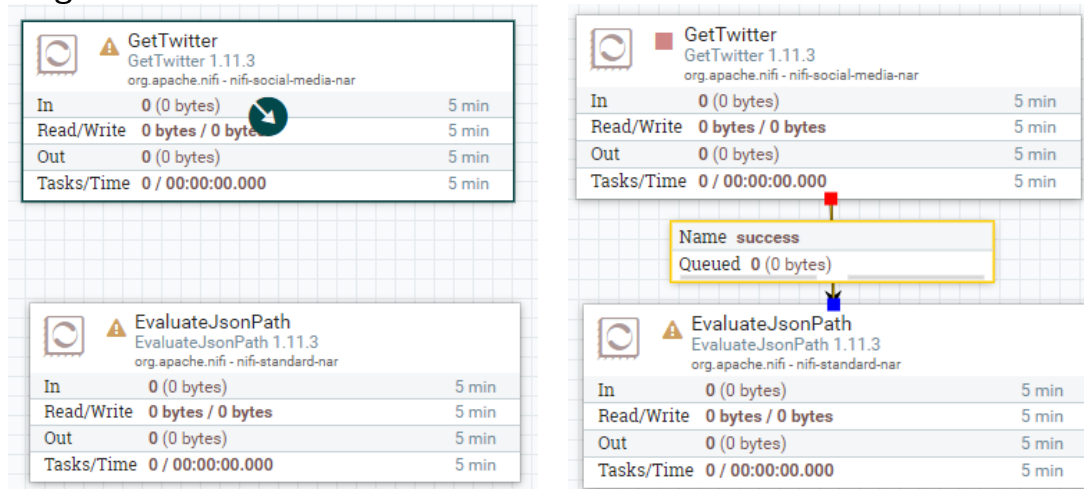 GetTwitter
GetTwitter 1.11.3
org.apache.nifi - nifi-social-media-nar
In 0 (0 bytes) 5 min
Read/Write 0 bytes / 0 bytes 5 min
Out 0 (0 bytes) 5 min
Tasks/Time 0 / 00:00:00.000 5 min
EvaluateJsonPath
EvaluateJsonPath 1.11.3
org.apache.nifi - nifi-standard-nar
In 0 (0 bytes) 5 min
Read/Write 0 bytes / 0 bytes 5 min
Out 0 (0 bytes) 5 min
Tasks/Time 0 / 00:00:00.000 5 min
GetTwitter
GetTwitter 1.11.3
org.apache.nifi - nifi-social-media-nar
In 0 (0 bytes) 5 min
Read/Write 0 bytes / 0 bytes 5 min
Out 0 (0 bytes) 5 min
Tasks/Time 0 / 00:00:00.000 5 min
Name success
Queued 0 (0 bytes)
EvaluateJsonPath
EvaluateJsonPath 1.11.3
org.apache.nifi - nifi-standard-nar
In 0 (0 bytes) 5 min
Read/Write 0 bytes / 0 bytes 5 min
Out 0 (0 bytes) 5 min
Tasks/Time 0 / 00:00:00.000 5 min